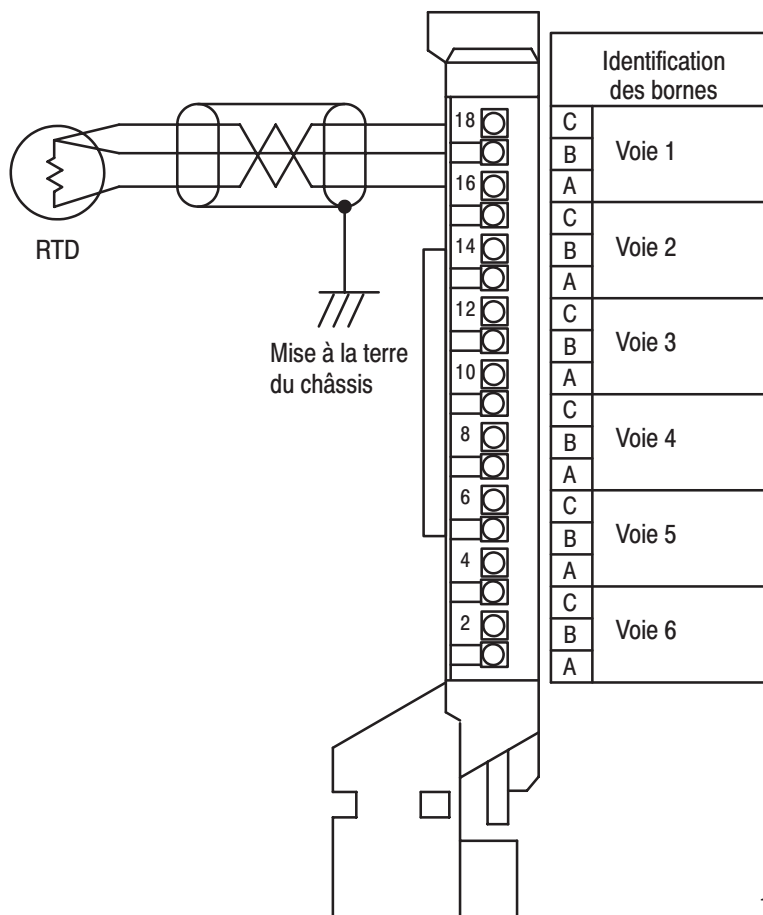 Identification
des bornes
18
16
14
12
10
8
6
4
2
C
B
A
Voie 1
C
B
A
Voie 2
C
B
A
Voie 3
C
B
A
Voie 4
C
B
A
Voie 5
C
B
A
Voie 6
RTD
Mise à la terre
du châssis